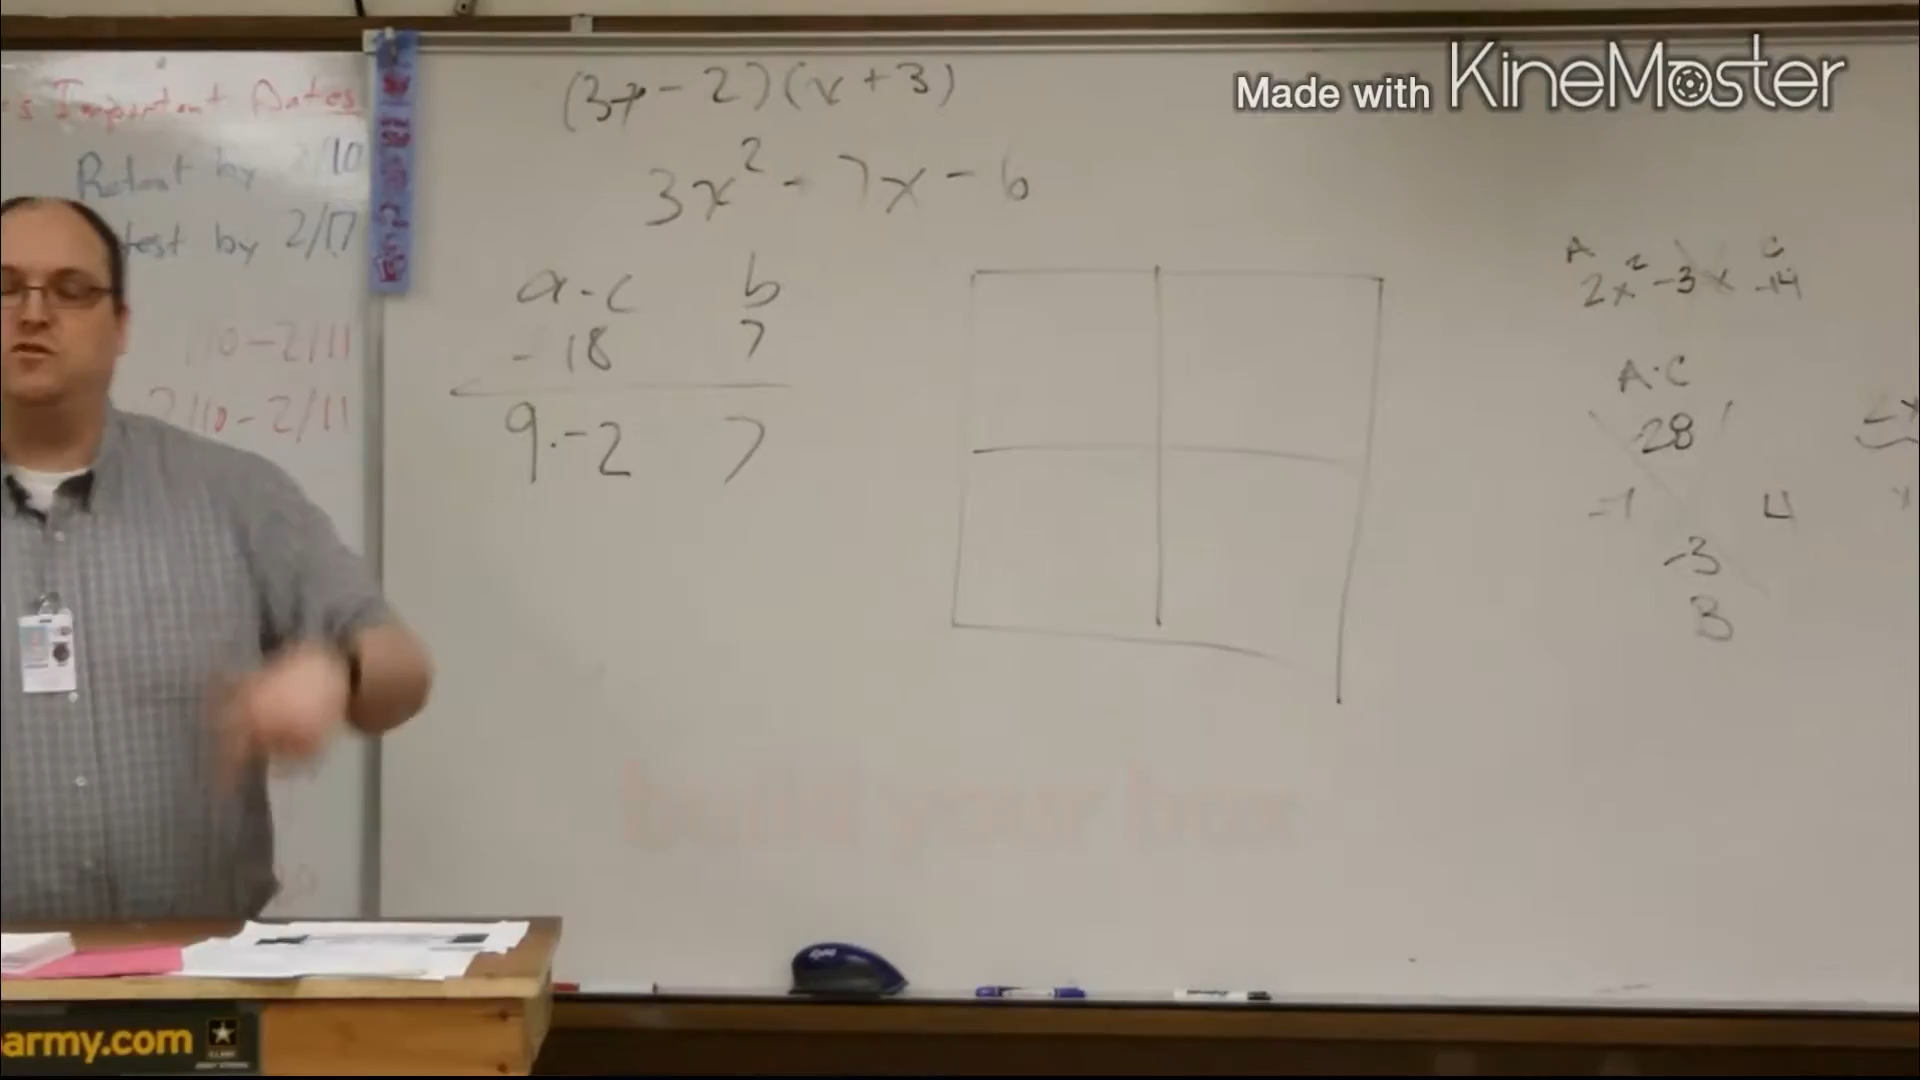 Made with KineMaster
Important Dates
Retest by 2/10
test by 2/17
10-2/11
2/10-2/11
(3x-2)(x+3)
3x²-7x-6
a·c b
-18 7
9·-2 7
A C
2x²-3x-14
A·C
-28
-7 4
-3
3
build your box
army.com